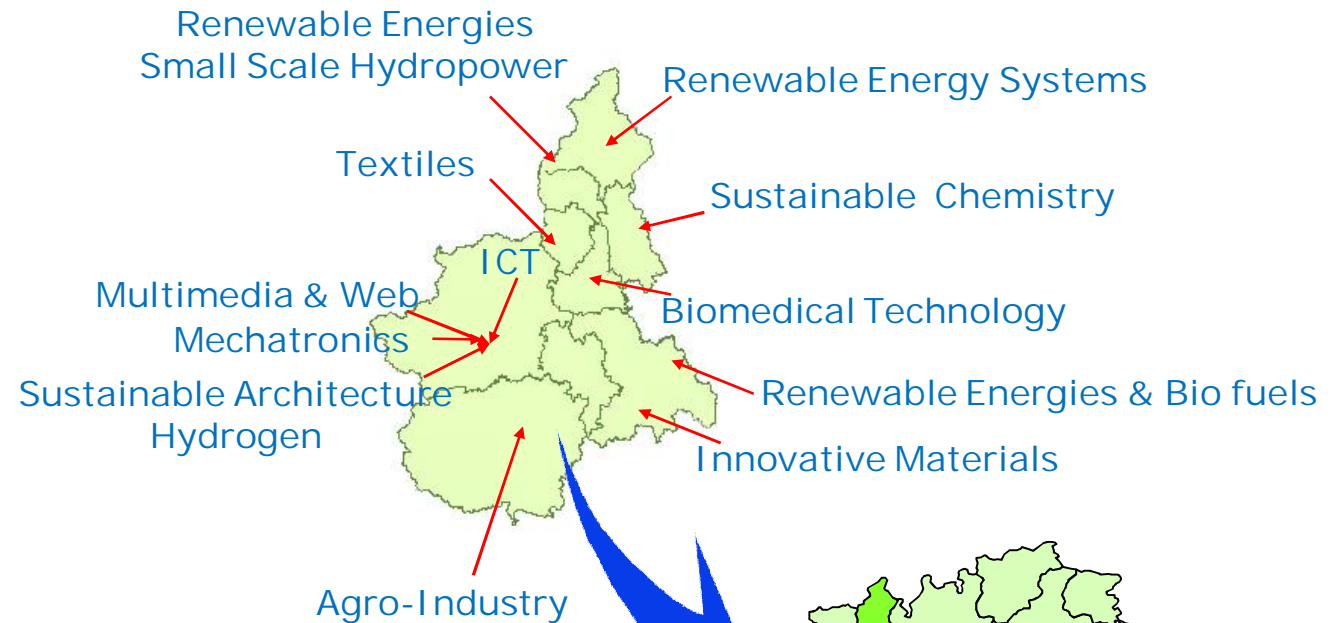 Renewable Energies
Small Scale Hydropower
Renewable Energy Systems
Textiles
Sustainable Chemistry
ICT
Multimedia & Web
Biomedical Technology
Mechatronics
Sustainable Architecture
Renewable Energies & Bio fuels
Hydrogen
Innovative Materials
Agro-Industry